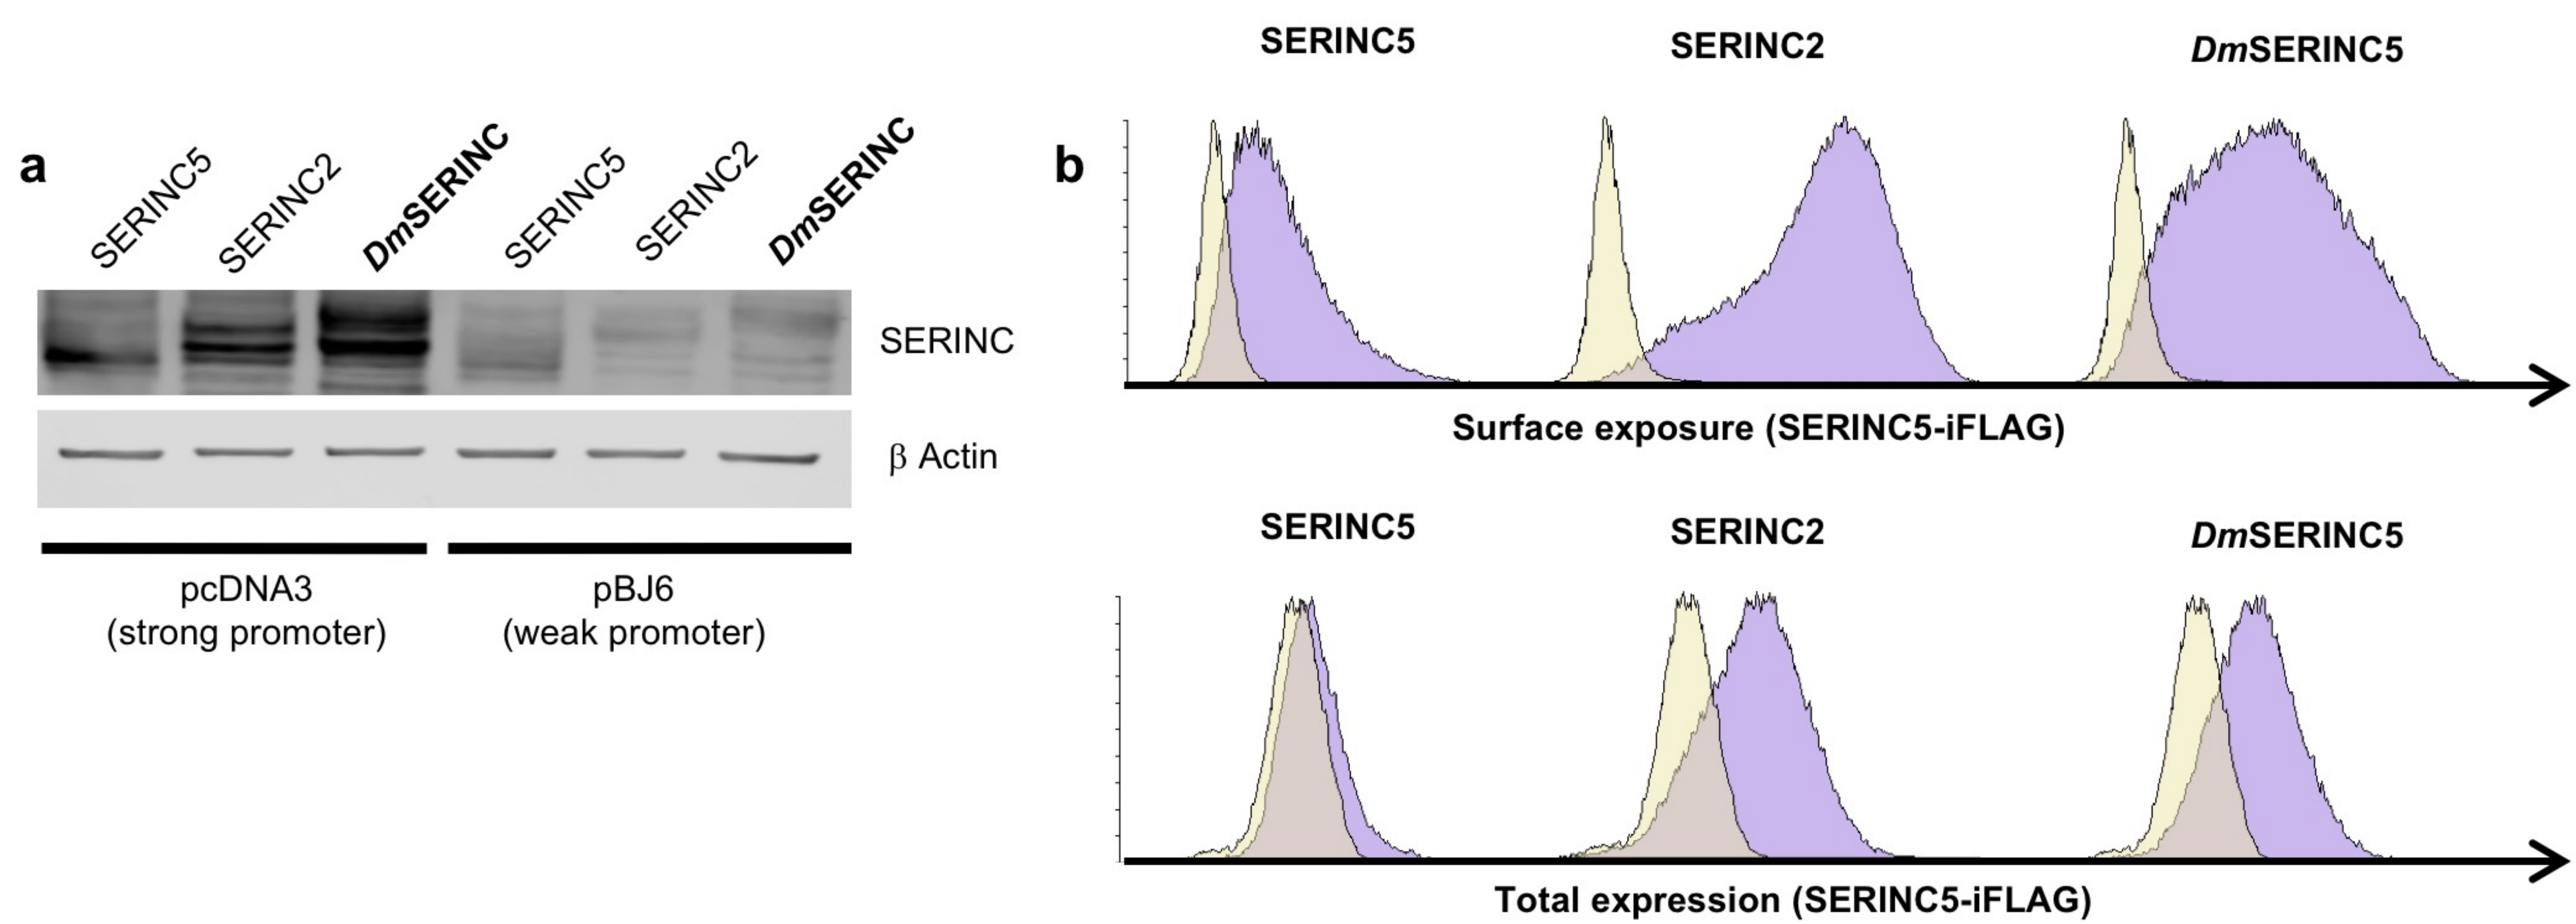 a
SERINC5
SERINC2
DmSERINC
SERINC5
SERINC2
DmSERINC
SERINC
β Actin
pcDNA3
(strong promoter)
pBJ6
(weak promoter)
b
SERINC5
SERINC2
DmSERINC5
Surface exposure (SERINC5-iFLAG)
SERINC5
SERINC2
DmSERINC5
Total expression (SERINC5-iFLAG)